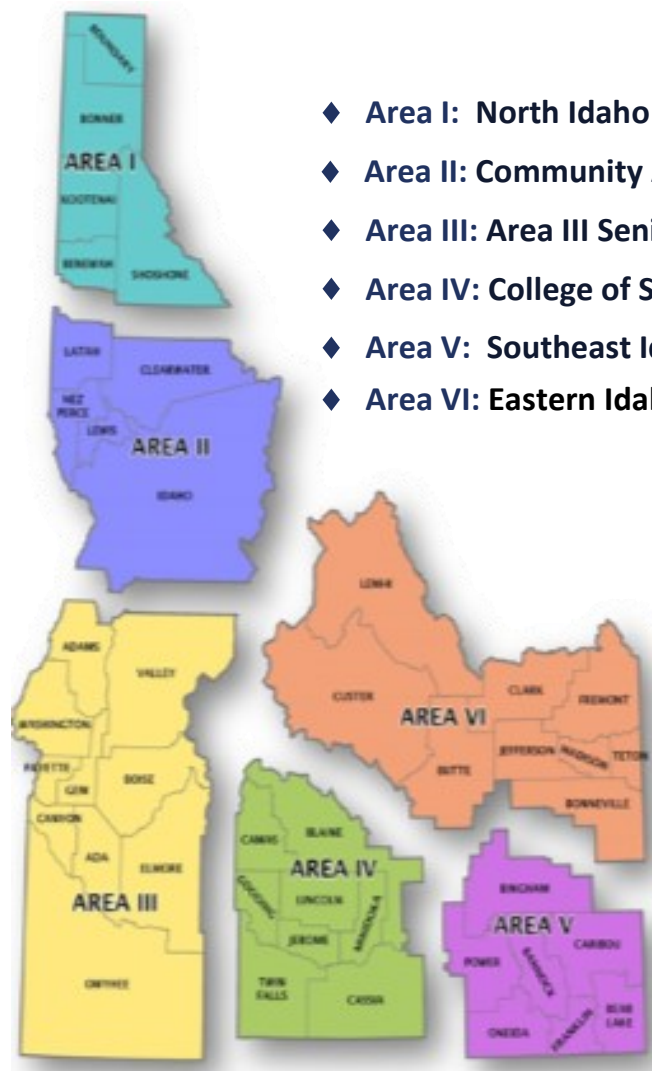 ♦ Area I: North Idaho
♦ Area II: Community
♦ Area III: Area III Seni
♦ Area IV: College of S
♦ Area V: Southeast Id
♦ Area VI: Eastern Idal
BOUNDARY
BONNER
AREA I
KOOTENAI
BENEWAH
SHOSHONE
LATAH
CLEARWATER
NEZ
PERCE
LEWIS
AREA II
IDAHO
ADAMS
VALLEY
WASHINGTON
PAYETTE
GEM
BOISE
CANYON
ADA
ELMORE
AREA III
OWYHEE
LEMHI
CUSTER
CLARK
FREMONT
AREA VI
JEFFERSON
MADISON
TETON
BUTTE
BONNEVILLE
CAMAS
BLAINE
AREA IV
GOODING
LINCOLN
MINIDOKA
JEROME
TWIN
FALLS
CASSIA
BINGHAM
AREA V
CARIBOU
POWER
BANNOCK
BEAR
LAKE
ONEIDA
FRANKLIN